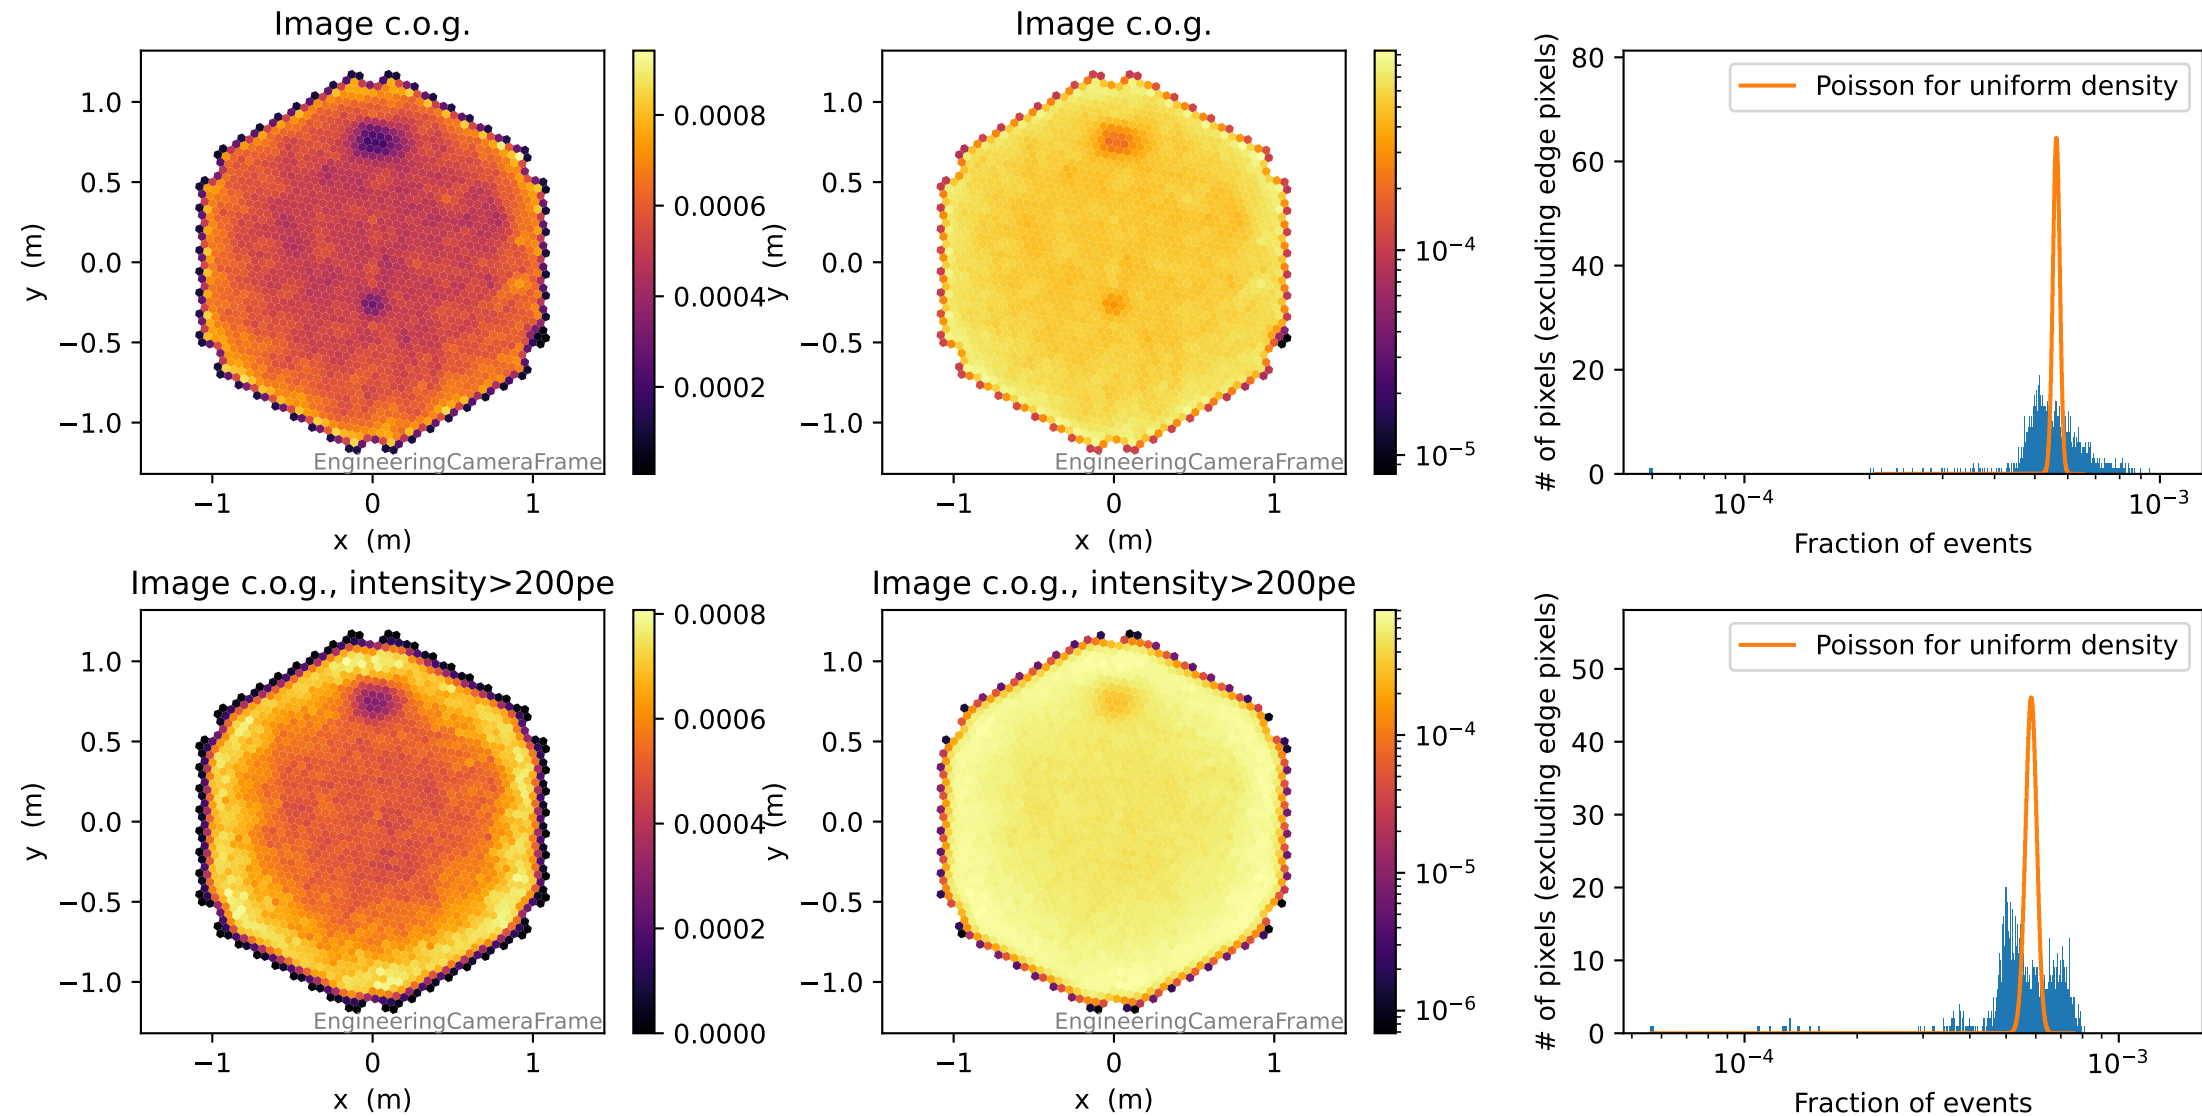 Image c.o.g.
y (m)
1.0
0.5
0.0
−0.5
−1.0
−1
0
1
x (m)
EngineeringCameraFrame
0.0008
0.0006
0.0004
0.0002
Image c.o.g.
y (m)
1.0
0.5
0.0
−0.5
−1.0
−1
0
1
x (m)
EngineeringCameraFrame
10−4
10−5
# of pixels (excluding edge pixels)
80
60
40
20
0
Poisson for uniform density
10−4
10−3
Fraction of events
Image c.o.g., intensity>200pe
y (m)
1.0
0.5
0.0
−0.5
−1.0
−1
0
1
x (m)
EngineeringCameraFrame
0.0008
0.0006
0.0004
0.0002
0.0000
Image c.o.g., intensity>200pe
y (m)
1.0
0.5
0.0
−0.5
−1.0
−1
0
1
x (m)
EngineeringCameraFrame
10−4
10−5
10−6
# of pixels (excluding edge pixels)
50
40
30
20
10
0
Poisson for uniform density
10−4
10−3
Fraction of events